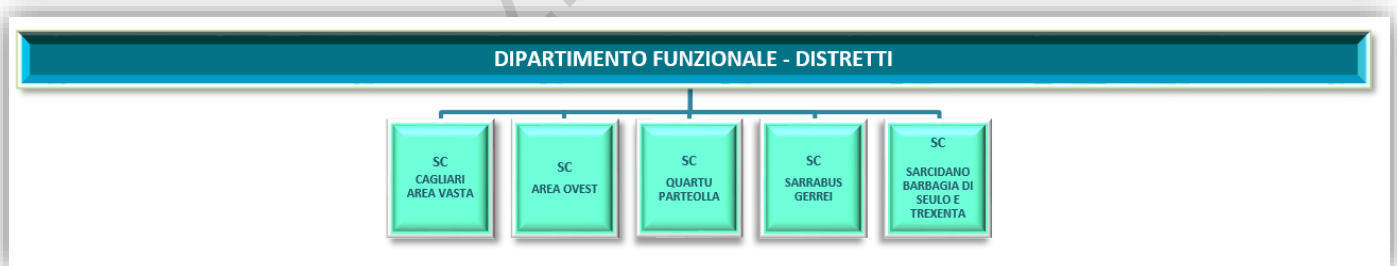 DIPARTIMENTO FUNZIONALE - DISTRETTI
SC
CAGLIARI
AREA VASTA
SC
AREA OVEST
SC
QUARTU
PARTEOLLA
SC
SARRABUS
GERREI
SC
SARCIDANO
BARBAGIA DI
SEULO E
TREXENTA